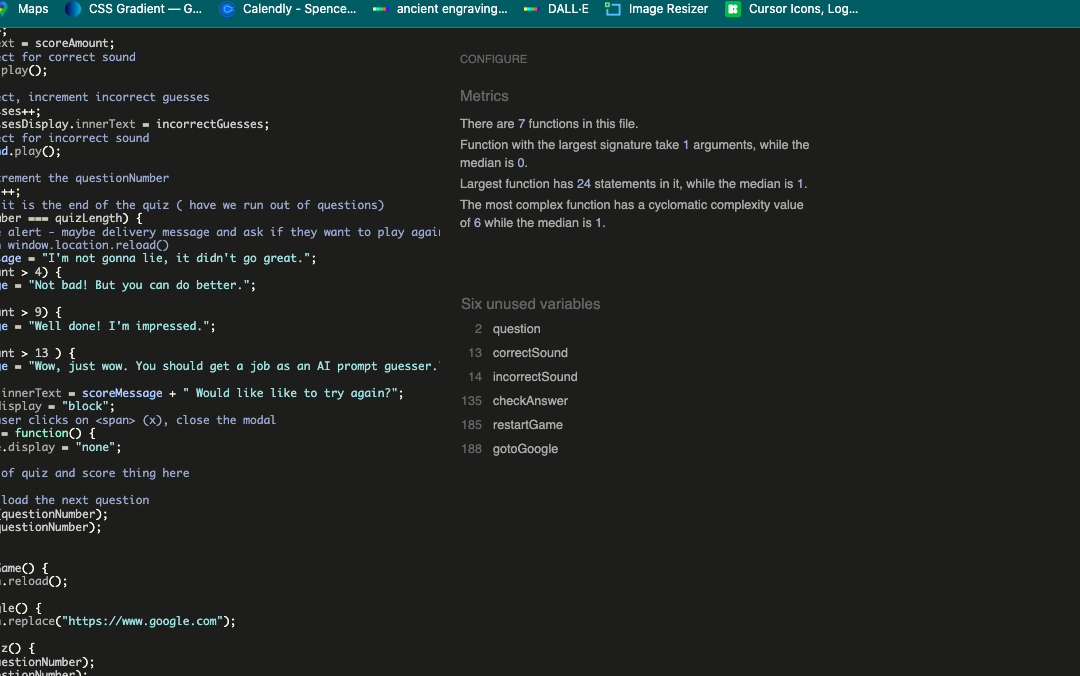 Maps CSS Gradient — G... Calendly - Spence... ancient engraving... DALL·E Image Resizer Cursor Icons, Log...
;
xt = scoreAmount;
ct for correct sound
play();
ct, increment incorrect guesses
ses++;
sesDisplay.innerText = incorrectGuesses;
ct for incorrect sound
d.play();
rement the questionNumber
++;
it is the end of the quiz ( have we run out of questions)
ber === quizLength) {
alert - maybe delivery message and ask if they want to play again
window.location.reload()
age = "I'm not gonna lie, it didn't go great.";
nt > 4) {
e = "Not bad! But you can do better.";
nt > 9) {
e = "Well done! I'm impressed.";
nt > 13 ) {
e = "Wow, just wow. You should get a job as an AI prompt guesser.
innerText = scoreMessage + " Would like like to try again?";
isplay = "block";
user clicks on <span> (x), close the modal
= function() {
.display = "none";
of quiz and score thing here
load the next question
(questionNumber);
questionNumber);
ame() {
.reload();
gle() {
.replace("https://www.google.com");
z() {
estionNumber);
stionNumber);
CONFIGURE
Metrics
There are 7 functions in this file.
Function with the largest signature take 1 arguments, while the
median is 0.
Largest function has 24 statements in it, while the median is 1.
The most complex function has a cyclomatic complexity value
of 6 while the median is 1.
Six unused variables
2 question
13 correctSound
14 incorrectSound
135 checkAnswer
185 restartGame
188 gotoGoogle